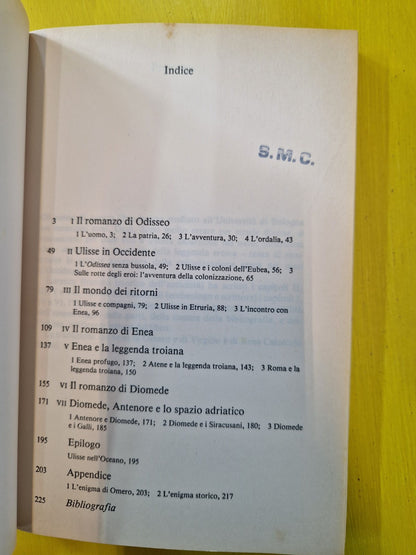 Indice
S. M. C.
3 I Il romanzo di Odisseo
1 L'uomo, 3; 2 La patria, 26; 3 L'avventura, 30; 4 L'ordalia, 43
49 II Ulisse in Occidente
1 L'Odissea senza bussola, 49; 2 Ulisse e i coloni dell'Eubea, 56; 3
Sulle rotte degli eroi: l'avventura della colonizzazione, 65
79 III Il mondo dei ritorni
1 Ulisse e compagni, 79; 2 Ulisse in Etruria, 88; 3 L'incontro con
Enea, 96
109 IV Il romanzo di Enea
137 V Enea e la leggenda troiana
1 Enea profugo, 137; 2 Atene e la leggenda troiana, 143; 3 Roma e la
leggenda troiana, 150
155 VI Il romanzo di Diomede
171 VII Diomede, Antenore e lo spazio adriatico
1 Antenore e Diomede, 171; 2 Diomede e i Siracusani, 180; 3 Diomede
e i Galli, 185
195 Epilogo
Ulisse nell'Oceano, 195
203 Appendice
1 L'enigma di Omero, 203; 2 L'enigma storico, 217
225 Bibliografia